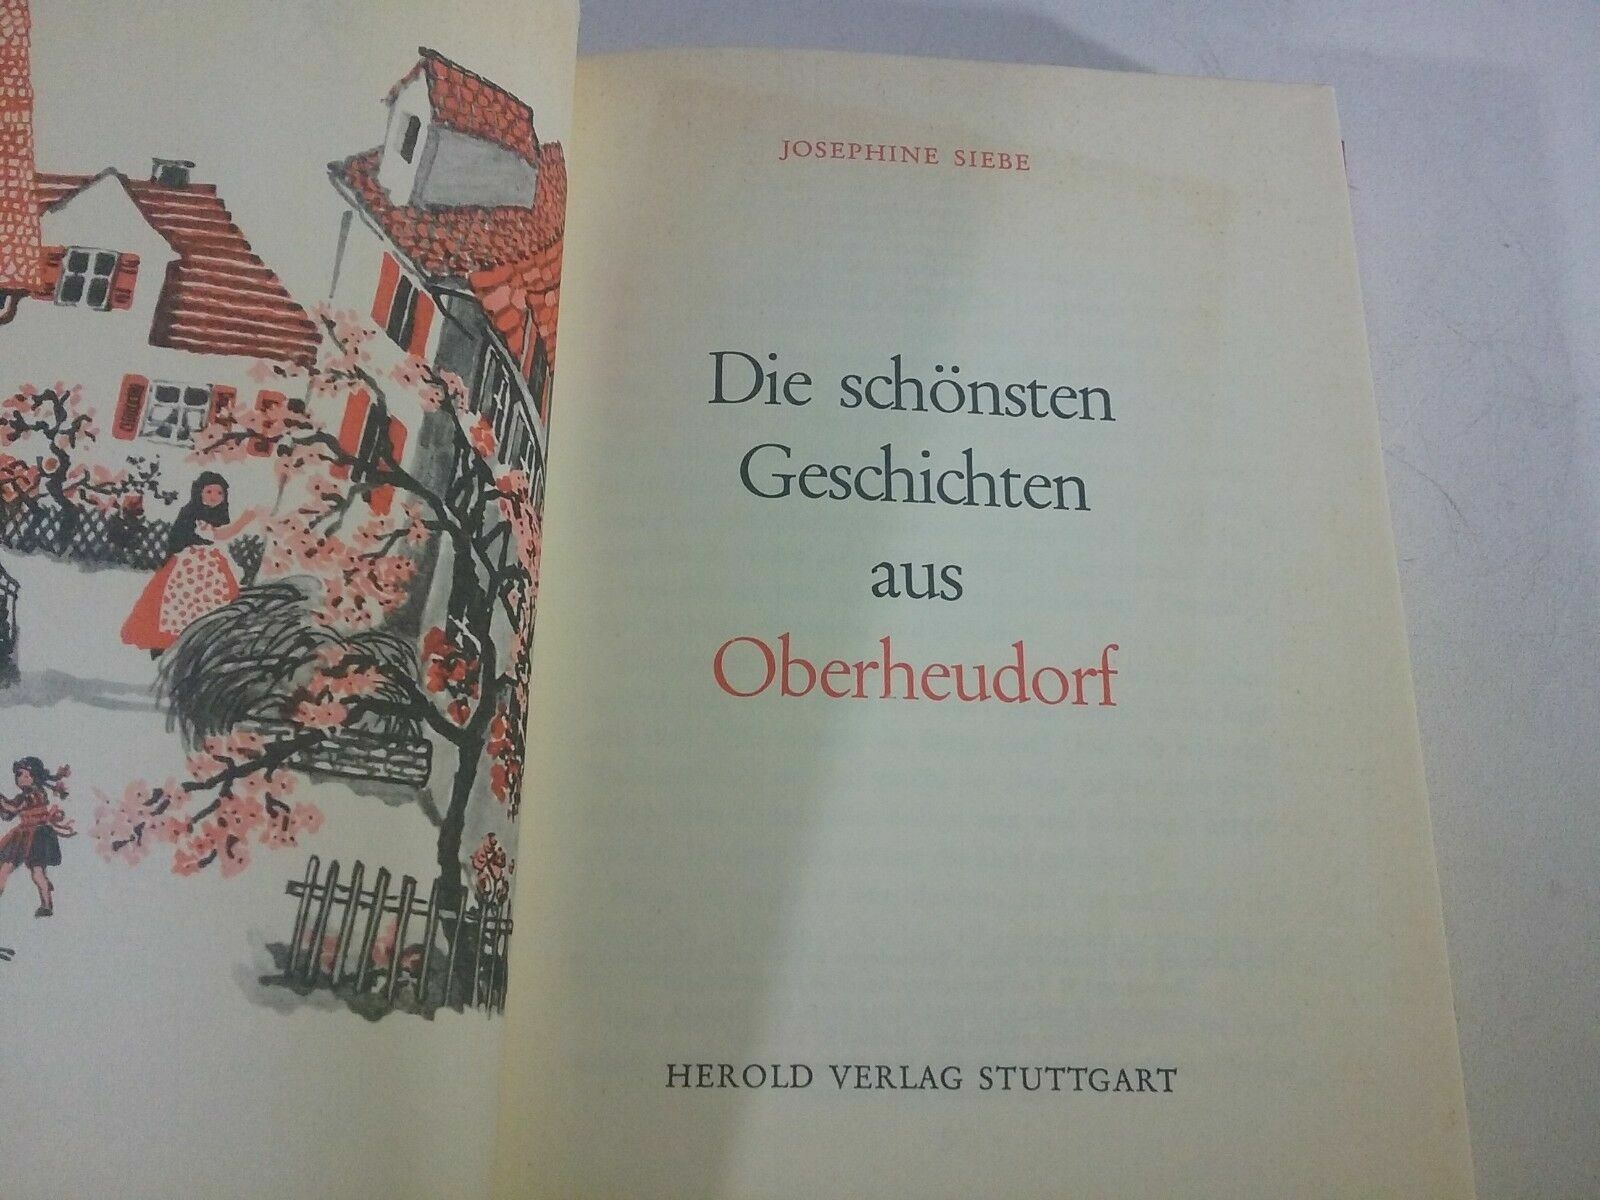 JOSEPHINE SIEBE
Die schönsten
Geschichten
aus
Oberheudorf
HEROLD VERLAG STUTTGART